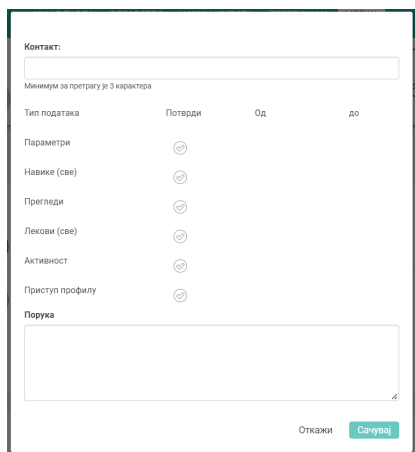 Контакт:
Минимум за претрагу је 3 карактера
Тип података Потврди Од до
Параметри
Навике (све)
Прегледи
Лекови (све)
Активност
Приступ профилу
Порука
Откажи Сачувај